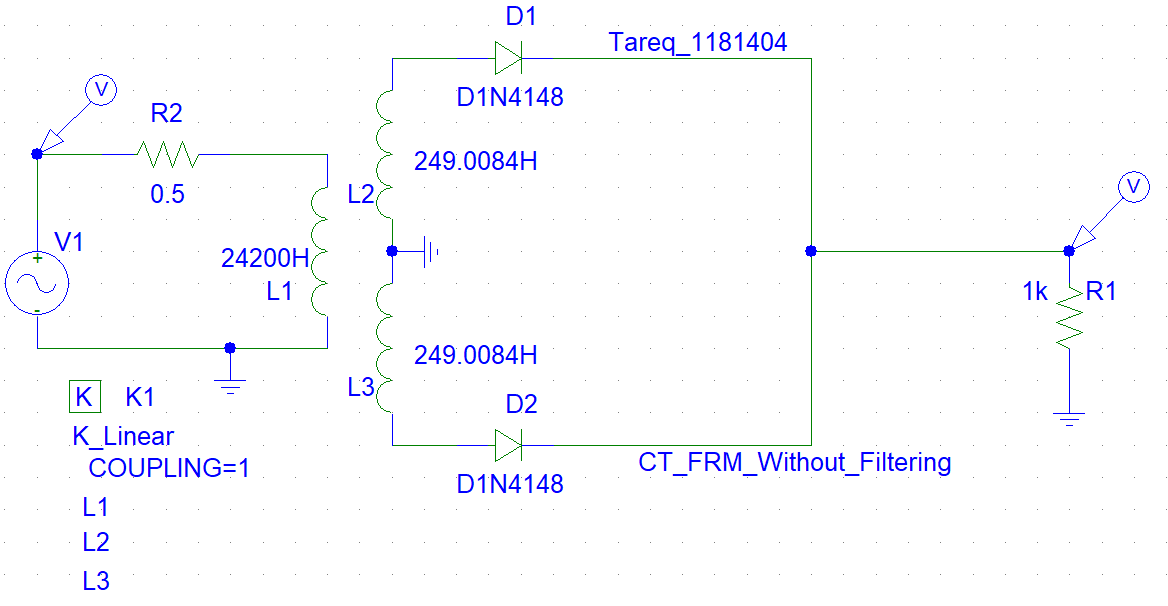 D1
Tareq_1181404
D1N4148
V
R2
0.5
249.0084H
L2
V
V1
+
-
24200H
L1
1k
R1
249.0084H
L3
D2
K
K1
K_Linear
COUPLING=1
CT_FRM_Without_Filtering
D1N4148
L1
L2
L3